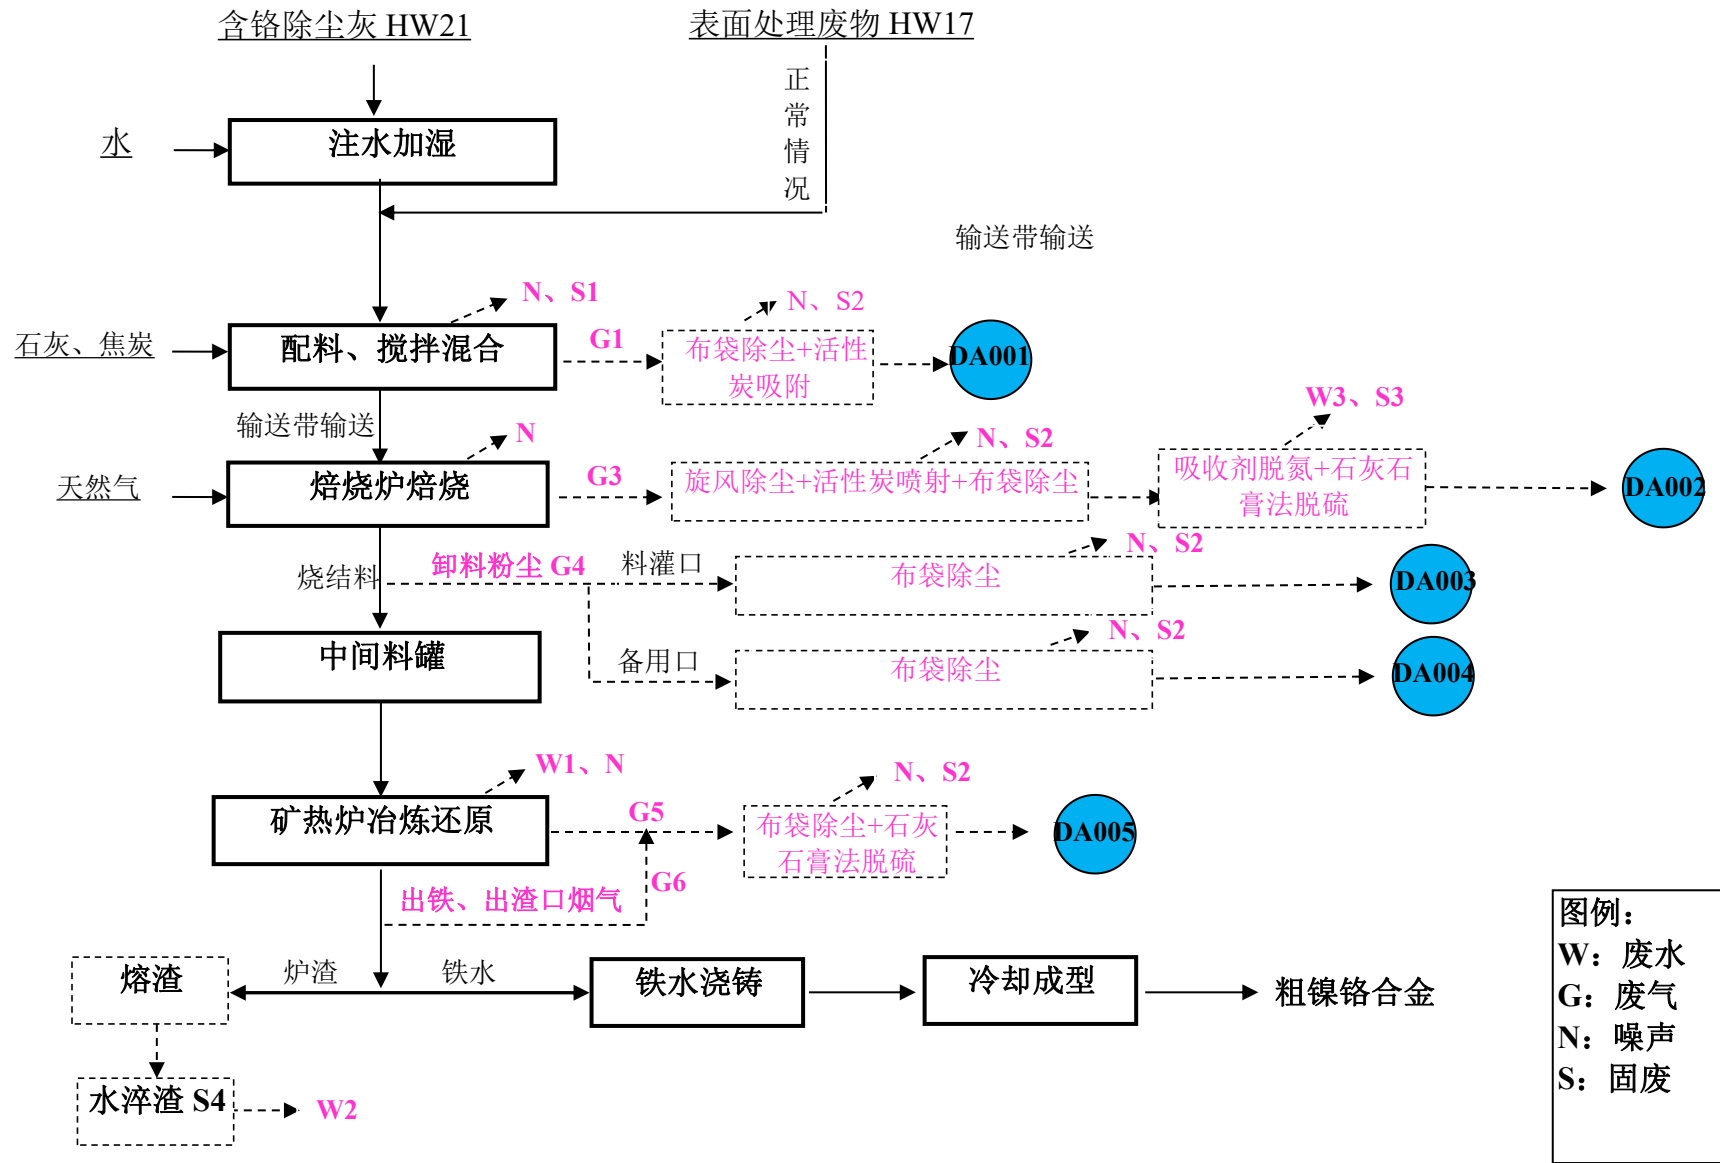 含铬除尘灰 HW21
表面处理废物 HW17
正常情况
水
注水加湿
输送带输送
N、S1
N、S2
石灰、焦炭
配料、搅拌混合
G1
布袋除尘+活性
炭吸附
DA001
W3、S3
输送带输送
N
N、S2
天然气
焙烧炉焙烧
G3
旋风除尘+活性炭喷射+布袋除尘
吸收剂脱氮+石灰石
膏法脱硫
DA002
N、S2
烧结料
卸料粉尘 G4
料灌口
布袋除尘
DA003
N、S2
中间料罐
备用口
布袋除尘
DA004
W1、N
N、S2
矿热炉冶炼还原
G5
布袋除尘+石灰
石膏法脱硫
DA005
出铁、出渣口烟气
G6
熔渣
炉渣
铁水
铁水浇铸
冷却成型
粗镍铬合金
水淬渣 S4
W2
图例：
W：废水
G：废气
N：噪声
S：固废